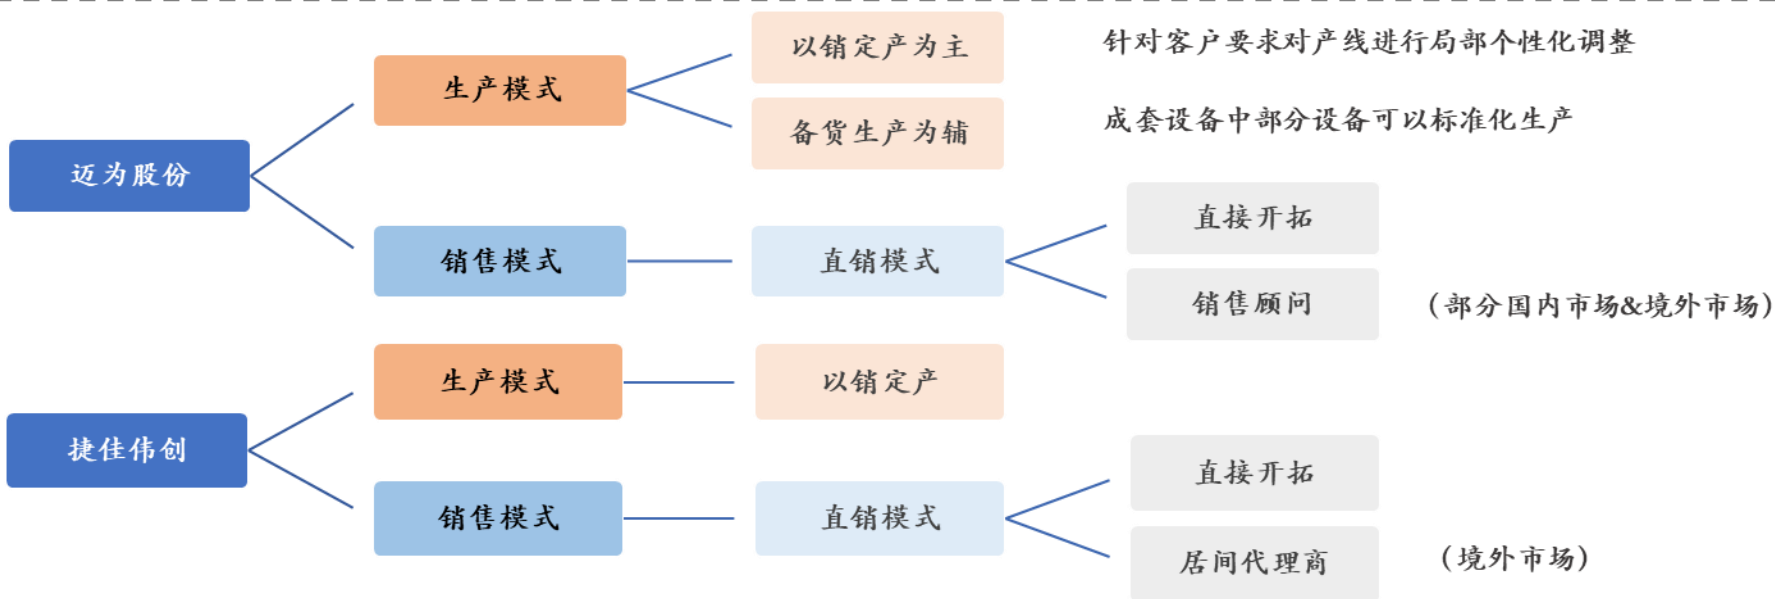 以销定产为主
针对客户要求对产线进行局部个性化调整
生产模式
备货生产为辅
成套设备中部分设备可以标准化生产
迈为股份
直接开拓
销售模式
直销模式
销售顾问
(部分国内市场&境外市场)
生产模式
以销定产
捷佳伟创
直接开拓
销售模式
直销模式
居间代理商
(境外市场)